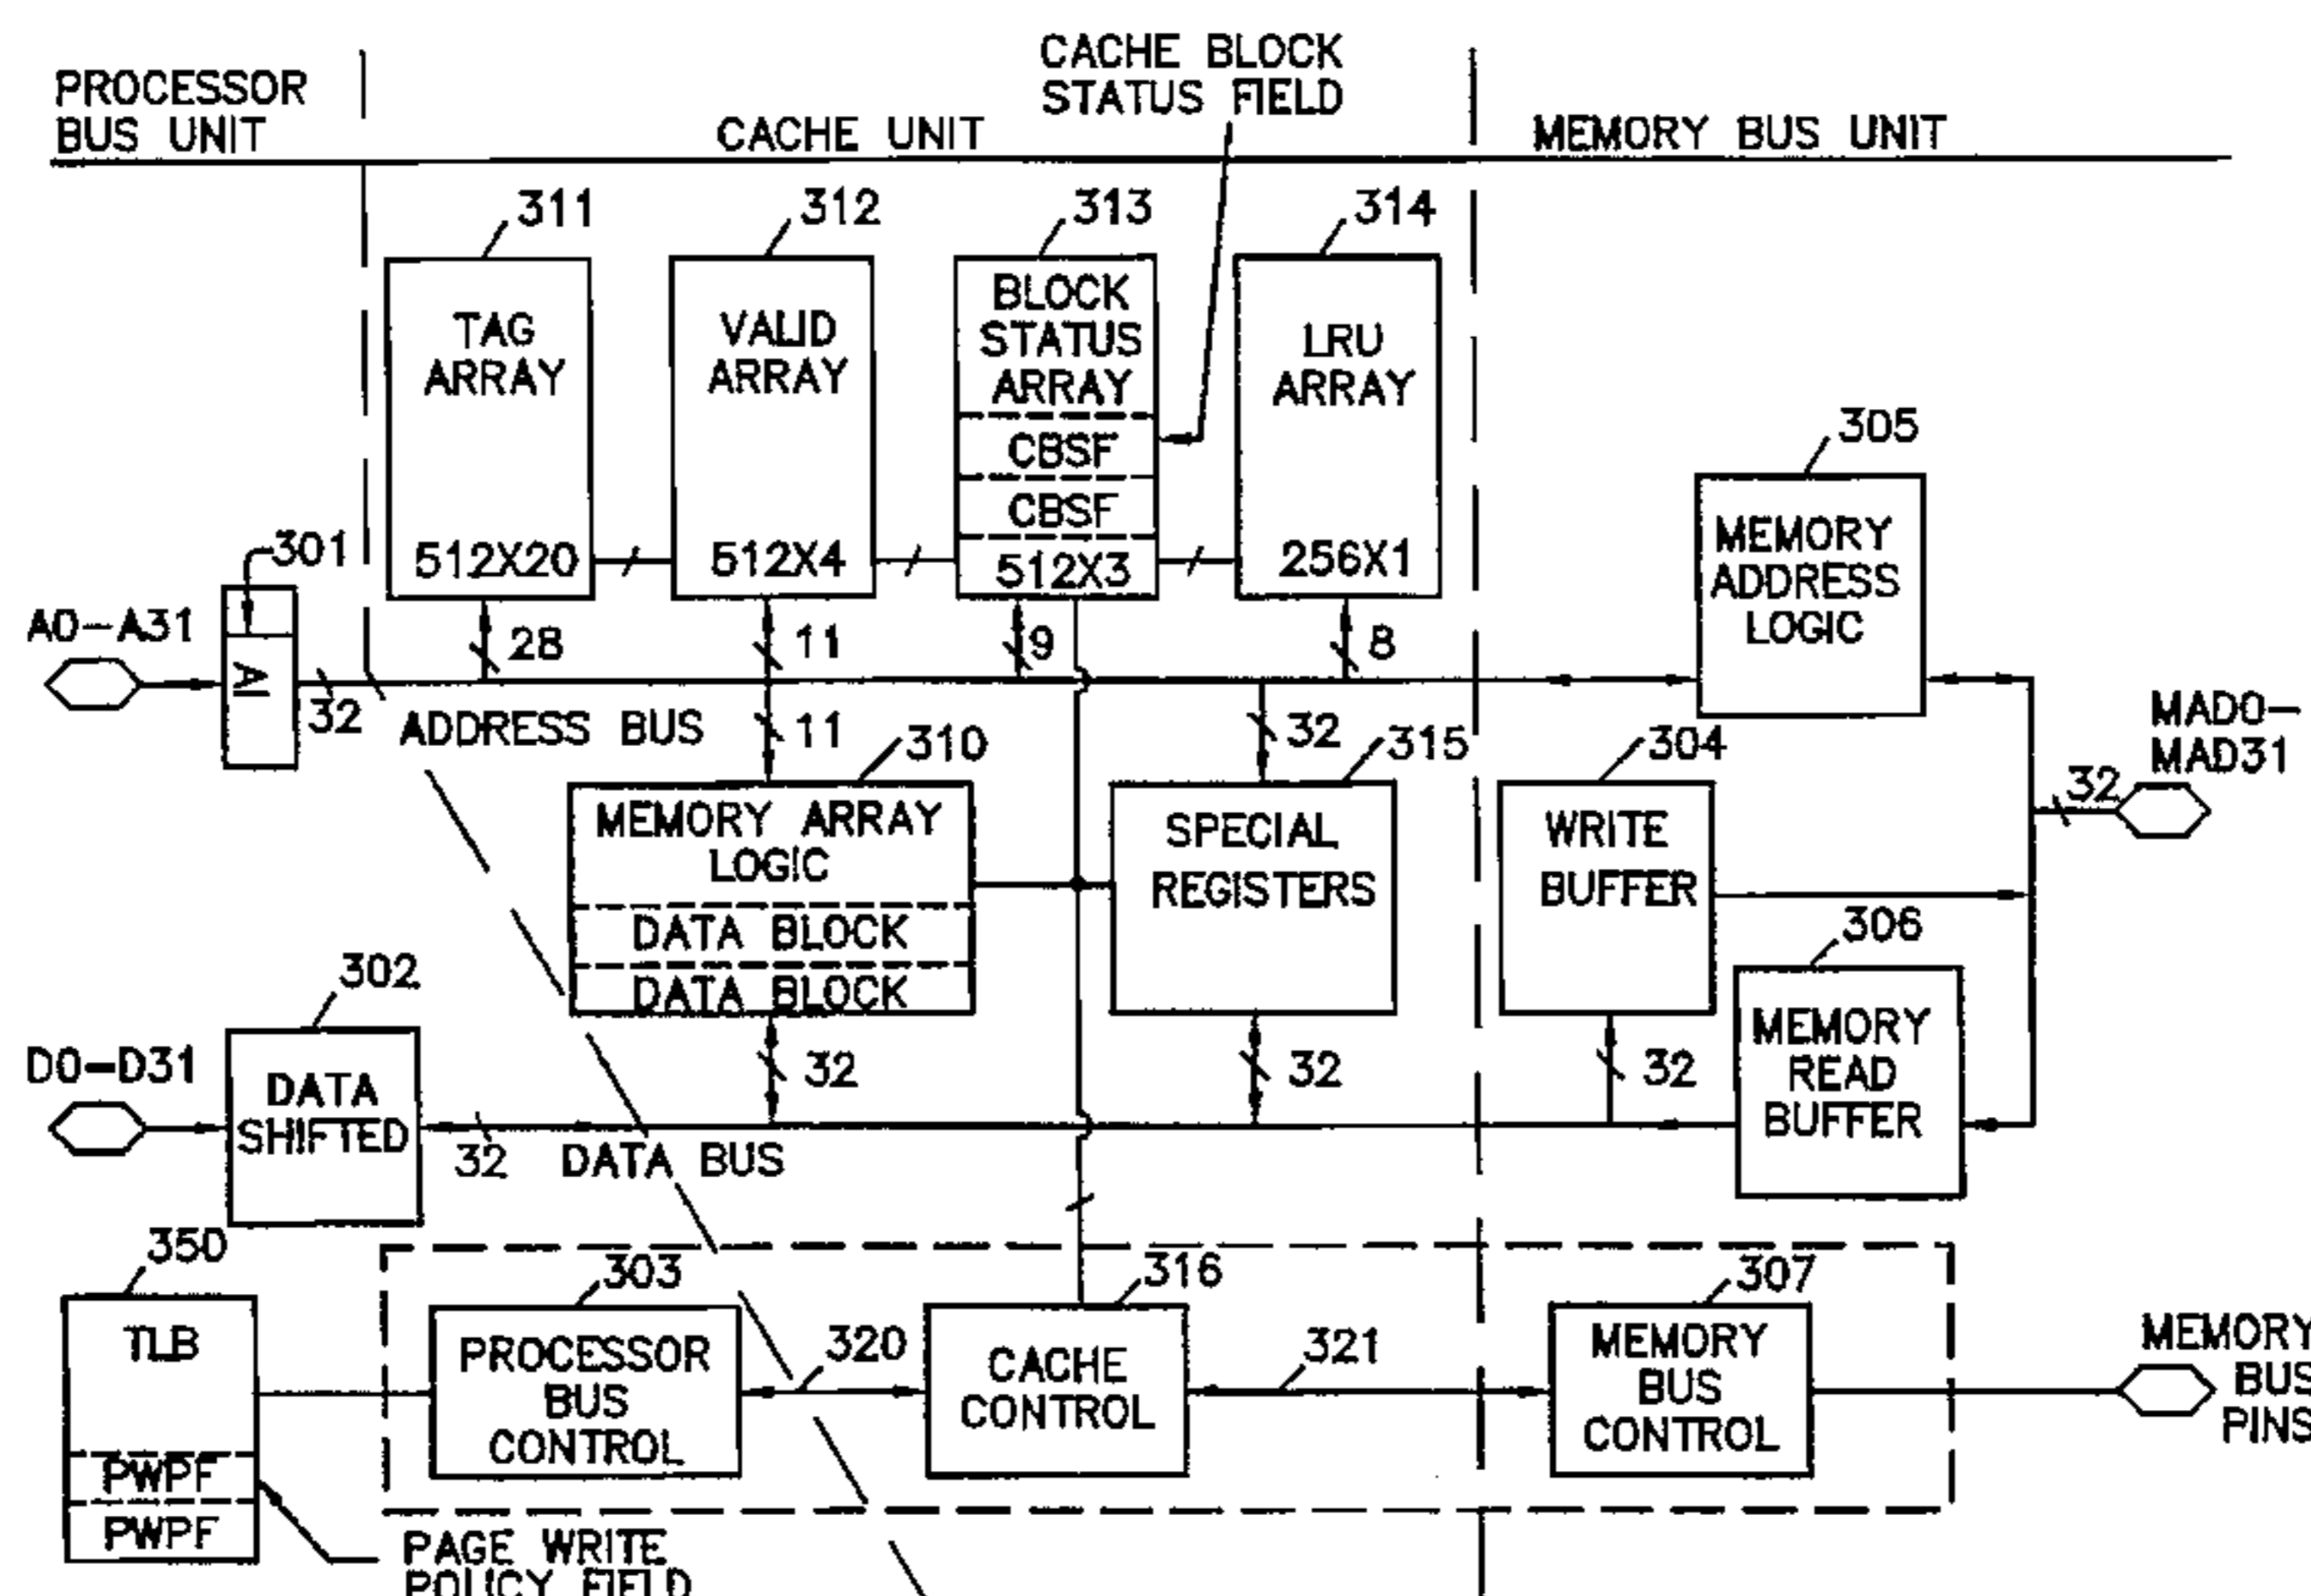 CACHE BLOCK
STATUS FIELD
PROCESSOR
BUS UNIT
CACHE UNIT
MEMORY BUS UNIT
311
312
313
314
TAG
ARRAY
512X20
VALID
ARRAY
512X4
BLOCK
STATUS
ARRAY
CBSF
CBSF
512X3
LRU
ARRAY
256X1
305
MEMORY
ADDRESS
LOGIC
301
A0-A31
AI
32
28
11
9
8
ADDRESS BUS
11
32
310
315
304
MAD0-
MAD31
32
MEMORY ARRAY
LOGIC
DATA BLOCK
DATA BLOCK
SPECIAL
REGISTERS
WRITE
BUFFER
306
MEMORY
READ
BUFFER
302
D0-D31
DATA
SHIFTED
32
32
32
32
DATA BUS
350
TLB
PWPF
PWPF
303
PROCESSOR
BUS
CONTROL
320
316
CACHE
CONTROL
321
307
MEMORY
BUS
CONTROL
MEMORY
BUS
PINS
PAGE WRITE
POLICY FIELD